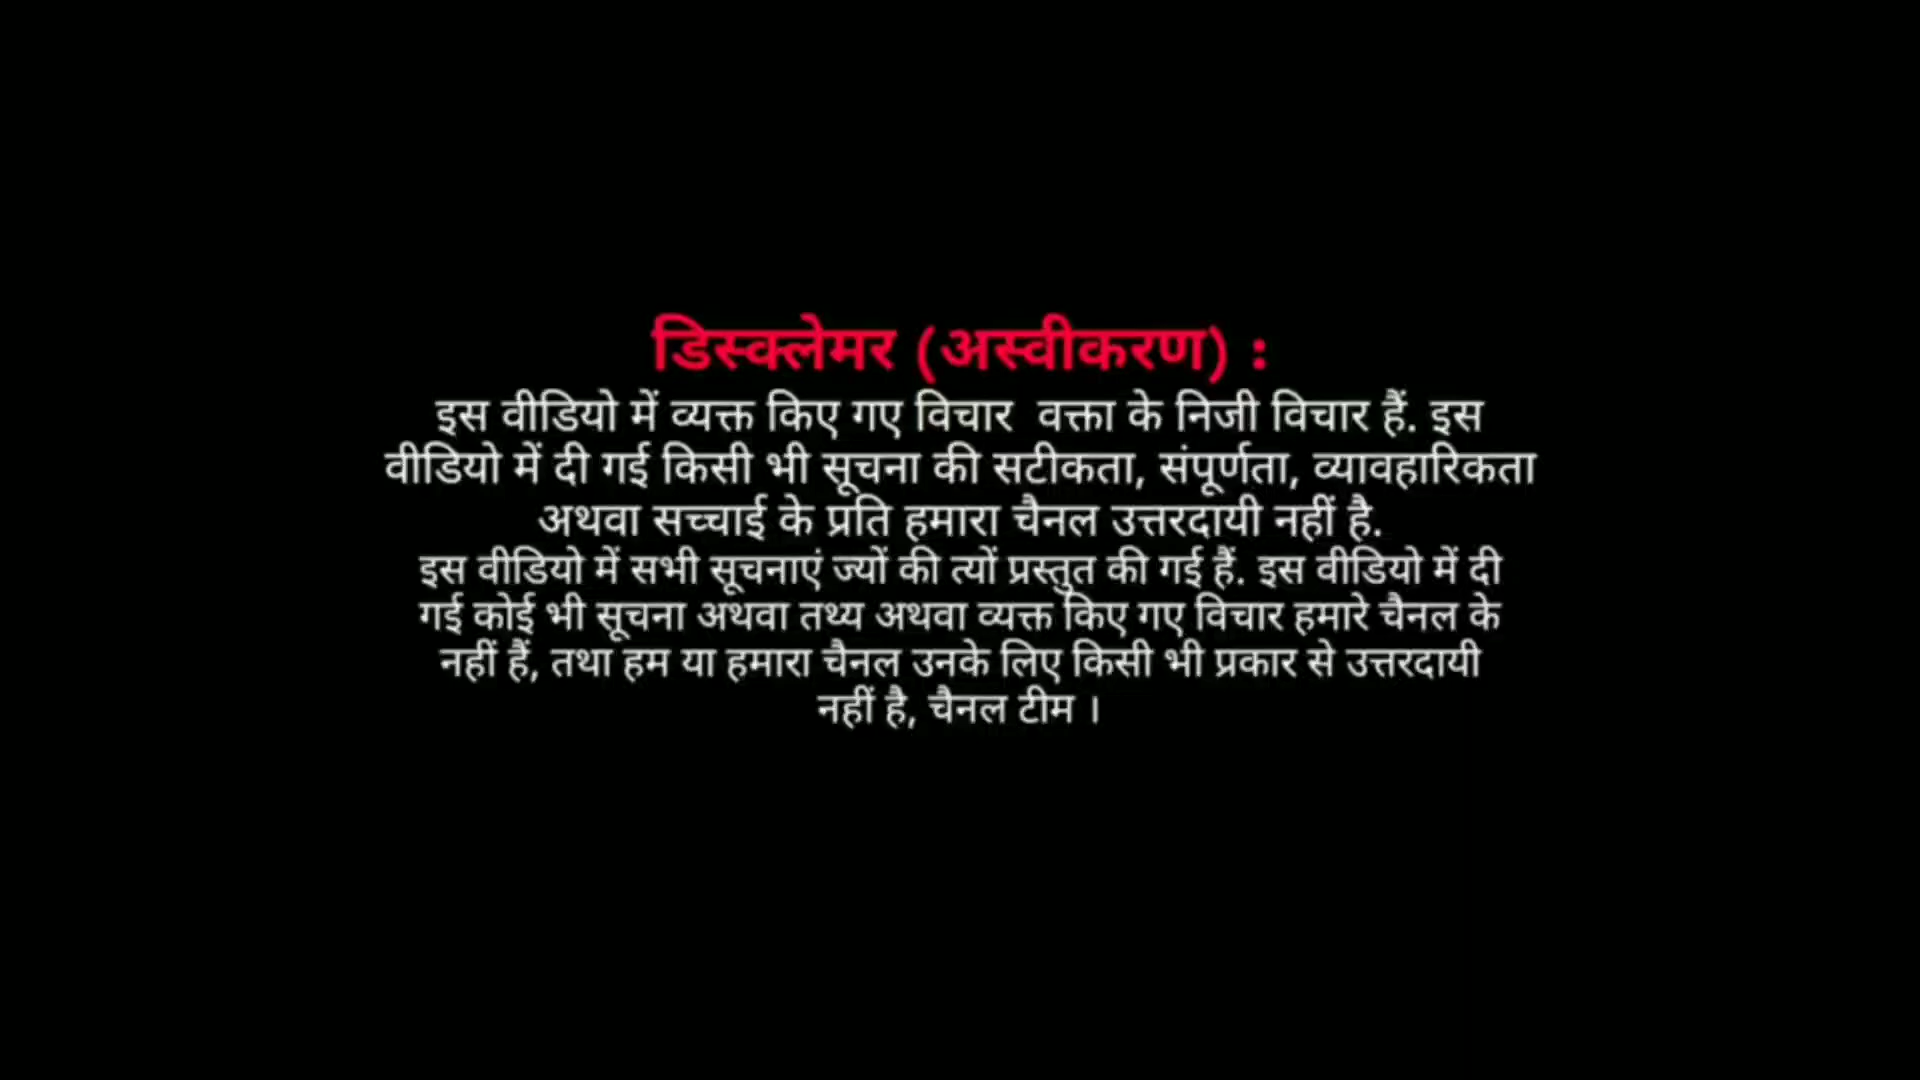 डिस्क्लेमर (अस्वीकरण) :
इस वीडियो में व्यक्त किए गए विचार  वक्ता के निजी विचार हैं. इस
वीडियो में दी गई किसी भी सूचना की सटीकता, संपूर्णता, व्यावहारिकता
अथवा सच्चाई के प्रति हमारा चैनल उत्तरदायी नहीं है.
इस वीडियो में सभी सूचनाएं ज्यों की त्यों प्रस्तुत की गई हैं. इस वीडियो में दी
गई कोई भी सूचना अथवा तथ्य अथवा व्यक्त किए गए विचार हमारे चैनल के
नहीं हैं, तथा हम या हमारा चैनल उनके लिए किसी भी प्रकार से उत्तरदायी
नहीं है, चैनल टीम ।